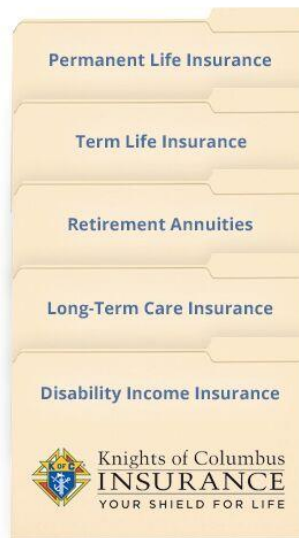 Permanent Life Insurance
Term Life Insurance
Retirement Annuities
Long-Term Care Insurance
Disability Income Insurance
K OF C
Knights of Columbus
INSURANCE
YOUR SHIELD FOR LIFE